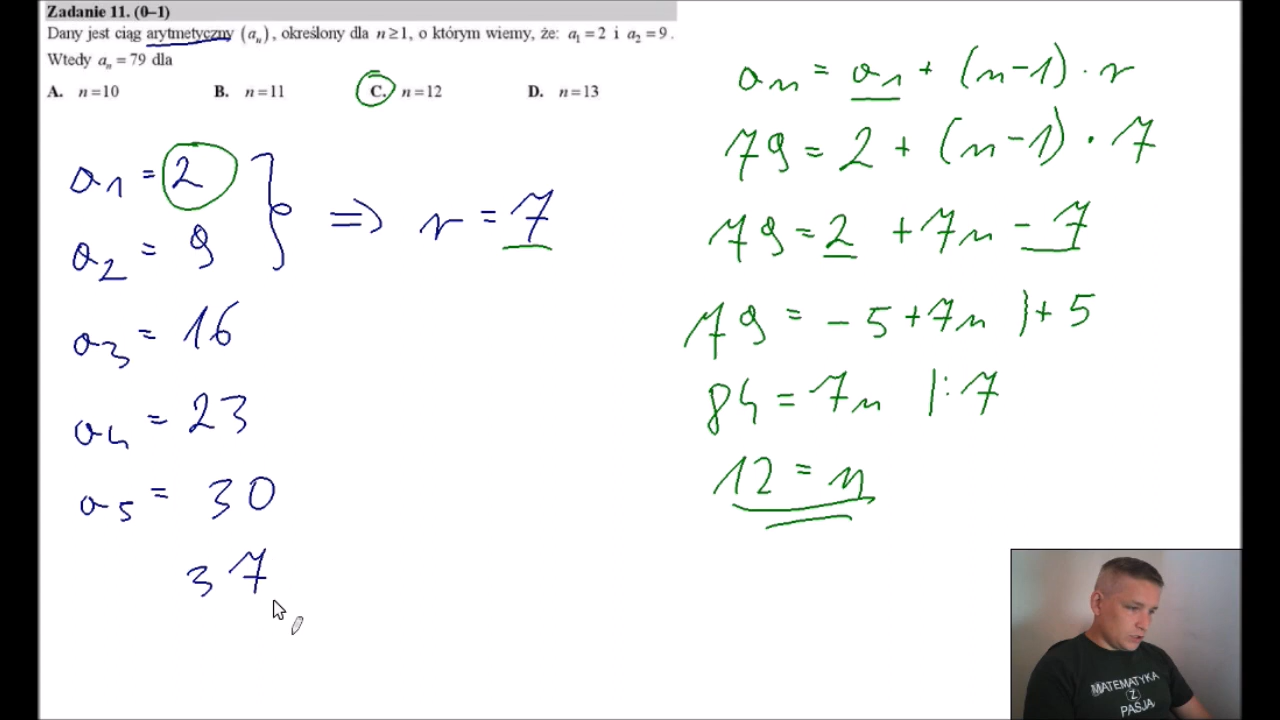 Zadanie 11. (0–1)
Dany jest ciąg arytmetyczny (aₙ), określony dla n ≥ 1, o którym wiemy, że: a₁ = 2 i a₂ = 9.
Wtedy aₙ = 79 dla
A. n = 10 B. n = 11 C. n = 12 D. n = 13
a₁ = 2
a₂ = 9
⇒ r = 7
a₃ = 16
a₄ = 23
a₅ = 30
37
aₙ = a₁ + (n-1) · r
79 = 2 + (n-1) · 7
79 = 2 + 7n - 7
79 = - 5 + 7n |+ 5
84 = 7n |: 7
12 = n
MATEMATYKA
Z
PASJĄ